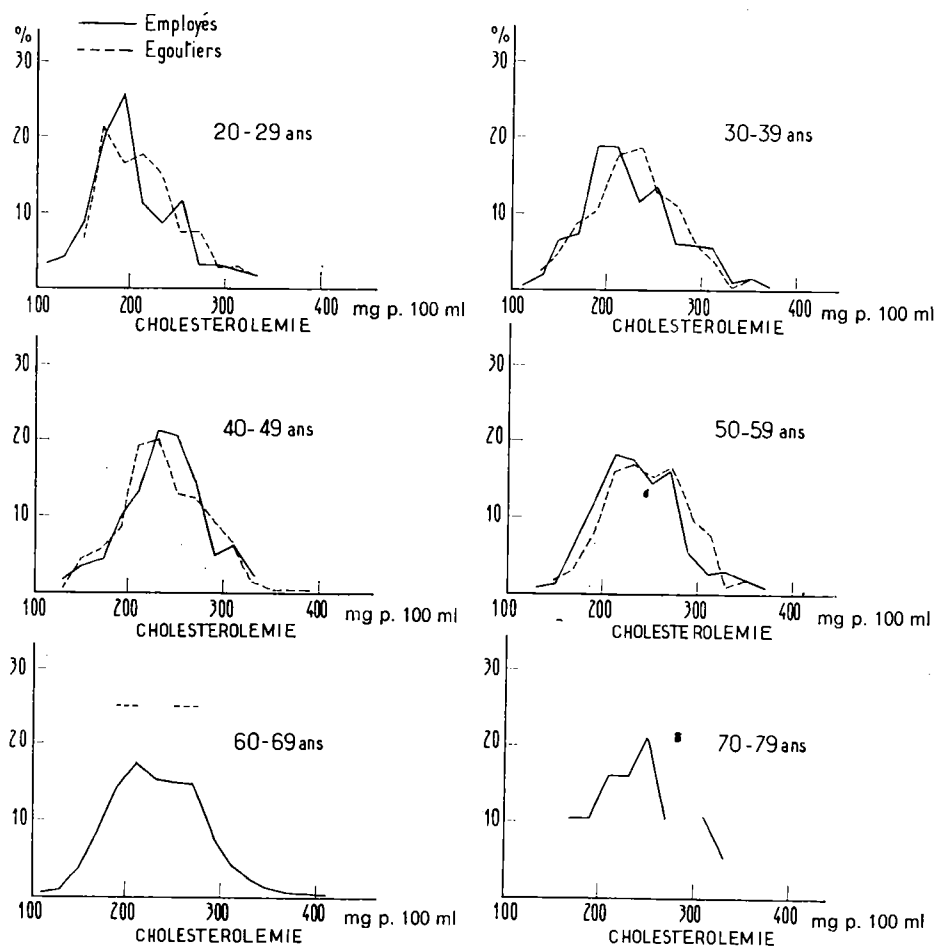 Employés
Egoutiers
%
30
20
10
20-29 ans
100 200 300 400 mg p. 100 ml
CHOLESTEROLEMIE
%
30
20
10
30-39 ans
100 200 300 400 mg p. 100 ml
CHOLESTEROLEMIE
30
20
10
40-49 ans
100 200 300 400 mg p. 100 ml
CHOLESTEROLEMIE
30
20
10
50-59 ans
100 200 300 400 mg p. 100 ml
CHOLESTEROLEMIE
30
20
10
60-69 ans
100 200 300 400 mg p. 100 ml
CHOLESTEROLEMIE
30
20
10
70-79 ans
100 200 300 400 mg p. 100 ml
CHOLESTEROLEMIE